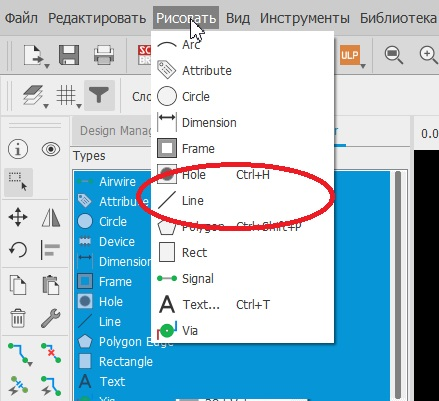 Файл Редактировать Рисовать Вид Инструменты Библиотека
SC
BR
ULP
Сло
Design Manag
т
0.0
Types
Airwire
Attribute
Circle
Device
Dimension
Frame
Hole
Line
Polygon Edge
Rectangle
Text
Via
Arc
Attribute
Circle
Dimension
Frame
Hole Ctrl+H
Line
Polygon... Ctrl+Shift+P
Rect
Signal
Text... Ctrl+T
Via